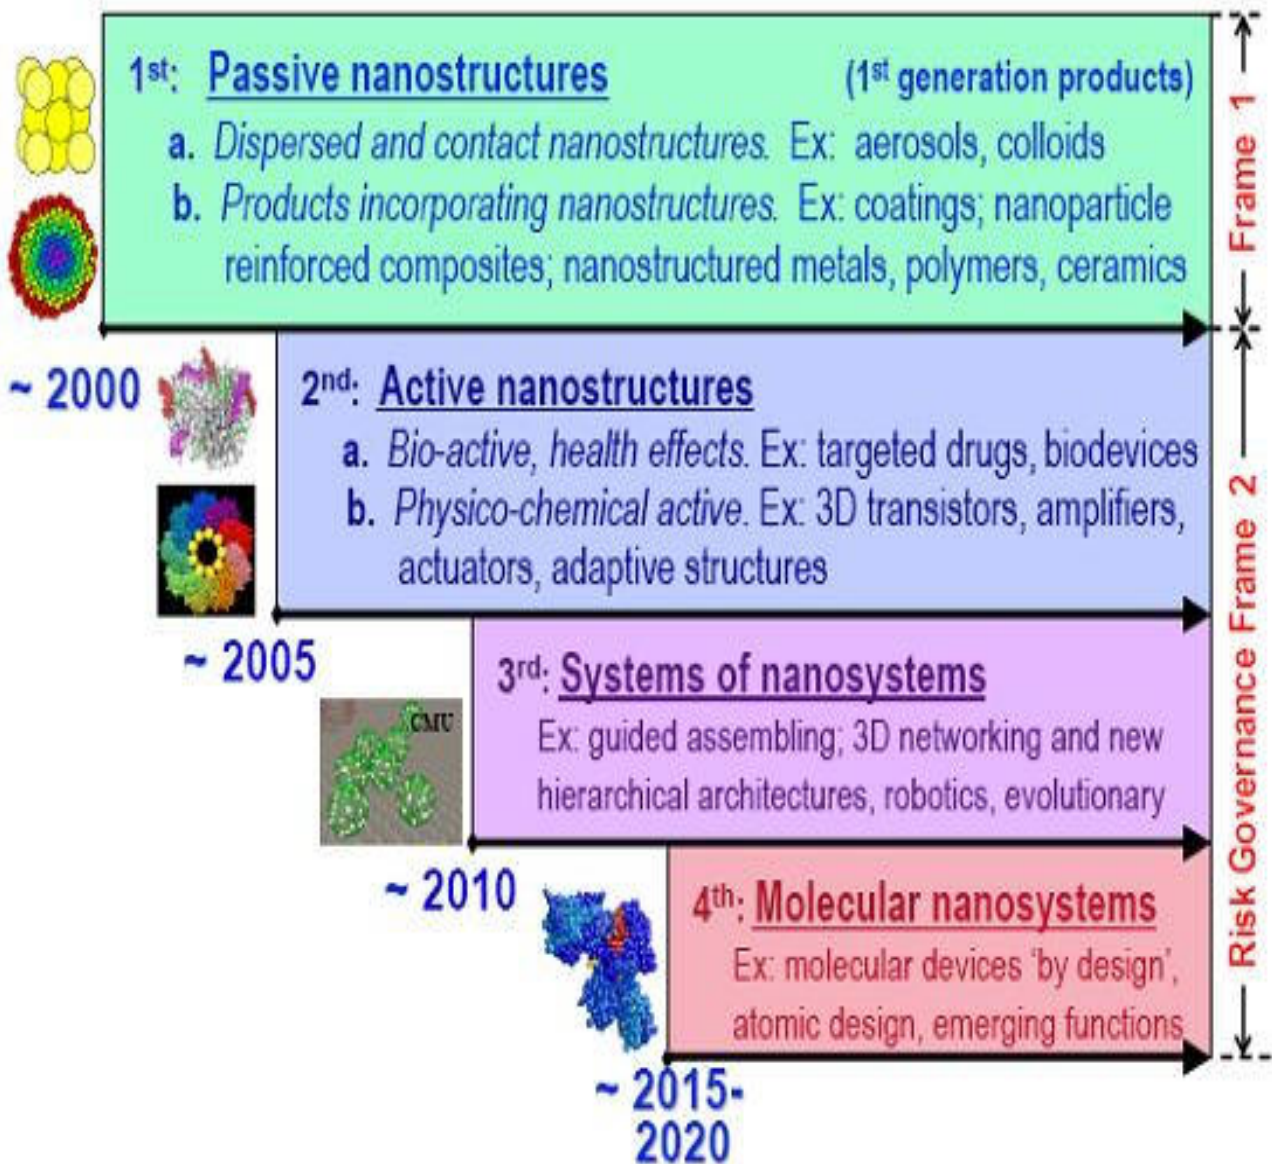 1st: Passive nanostructures (1st generation products)
a. Dispersed and contact nanostructures. Ex: aerosols, colloids
b. Products incorporating nanostructures. Ex: coatings; nanoparticle
reinforced composites; nanostructured metals, polymers, ceramics
~ 2000
2nd: Active nanostructures
a. Bio-active, health effects. Ex: targeted drugs, biodevices
b. Physico-chemical active. Ex: 3D transistors, amplifiers,
actuators, adaptive structures
~ 2005
3rd: Systems of nanosystems
Ex: guided assembling; 3D networking and new
hierarchical architectures, robotics, evolutionary
CMU
~ 2010
4th: Molecular nanosystems
Ex: molecular devices ‘by design’,
atomic design, emerging functions
~ 2015-
2020
Frame 1
Risk Governance Frame 2